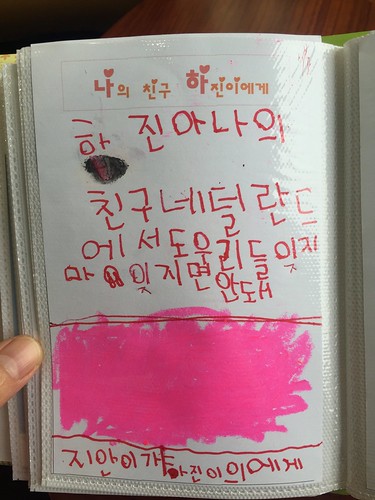 나의 친구 하진이에게
하 진아나의
친구네덜란드
에서도우리들잊지
마 잊지면안돼
지안이가하진이의에게